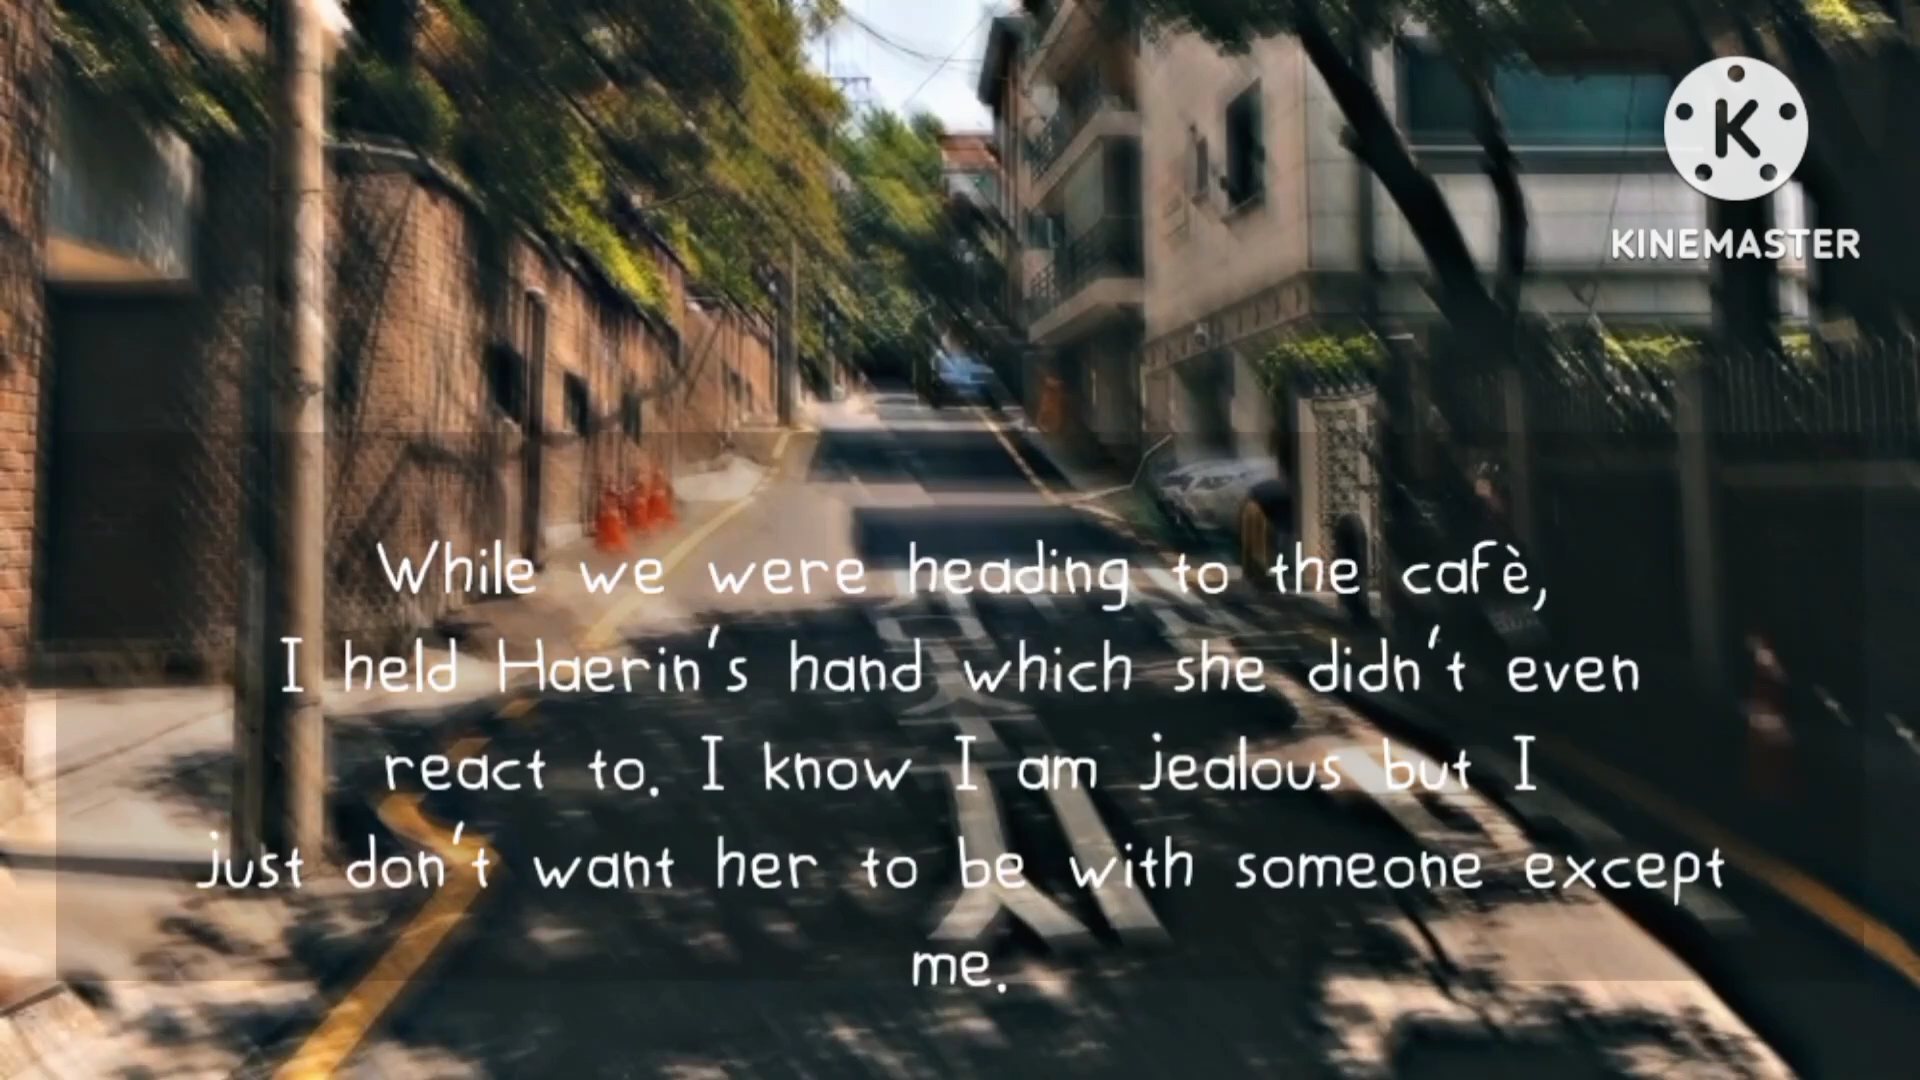 K
KINEMASTER
While we were heading to the cafè,
I held Haerin's hand which she didn't even
react to. I know I am jealous but I
just don't want her to be with someone except
me.